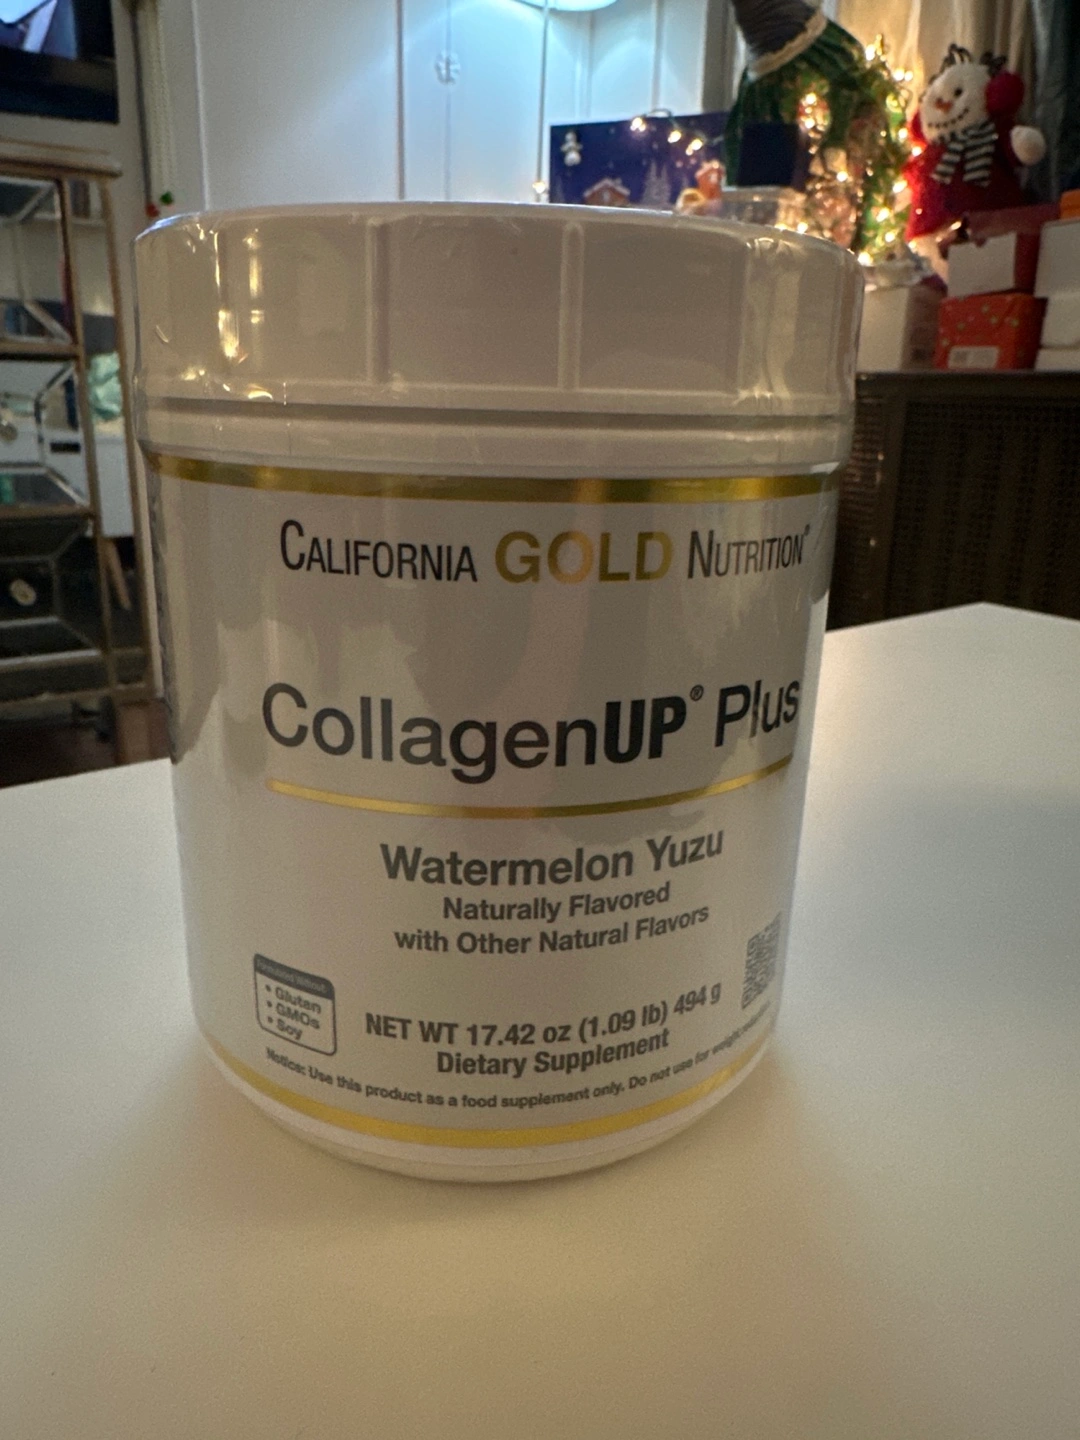 CALIFORNIA GOLD NUTRITION®
CollagenUP® Plus
Watermelon Yuzu
Naturally Flavored
with Other Natural Flavors
• Gluten
• GMOs
• Soy
NET WT 17.42 oz (1.09 lb) 494 g
Dietary Supplement
Notice: Use this product as a food supplement only. Do not use for weight